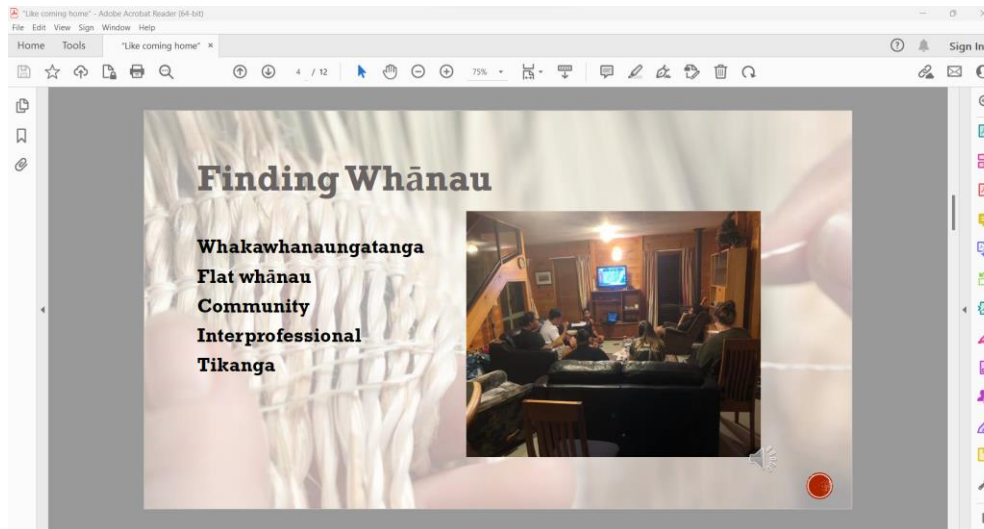 "Like coming home" - Adobe Acrobat Reader (64-bit)
File Edit View Sign Window Help
Home Tools "Like coming home" × Sign In
4 / 12 75%
Finding Whānau
Whakawhanaungatanga
Flat whānau
Community
Interprofessional
Tikanga